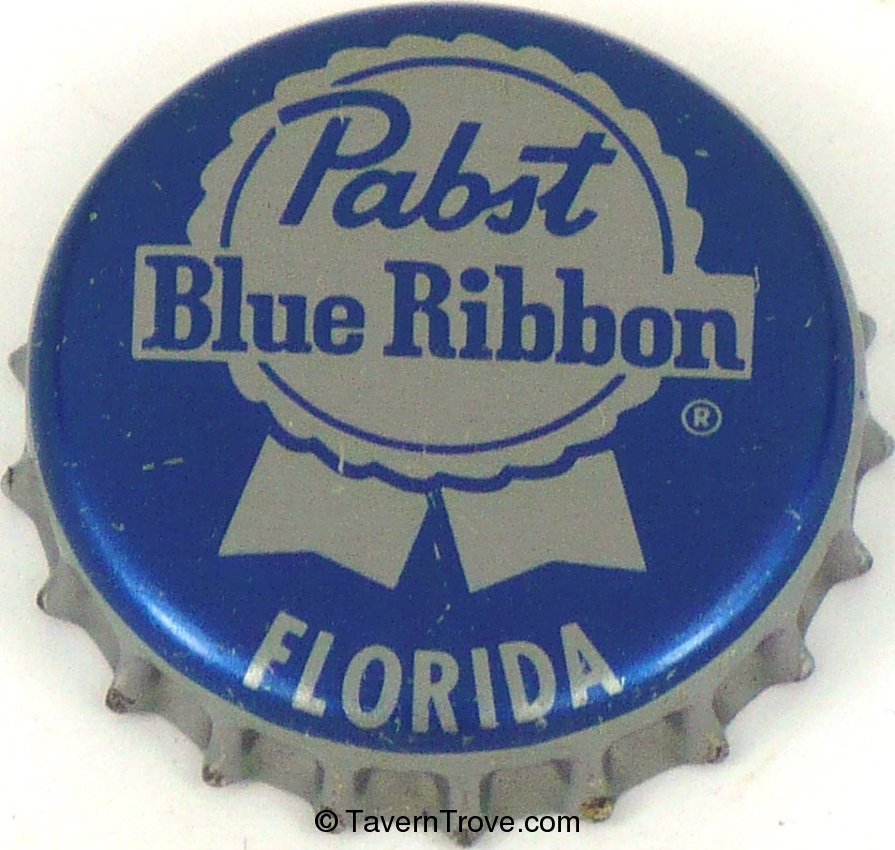 Pabst
Blue Ribbon
®
FLORIDA
© TavernTrove.com